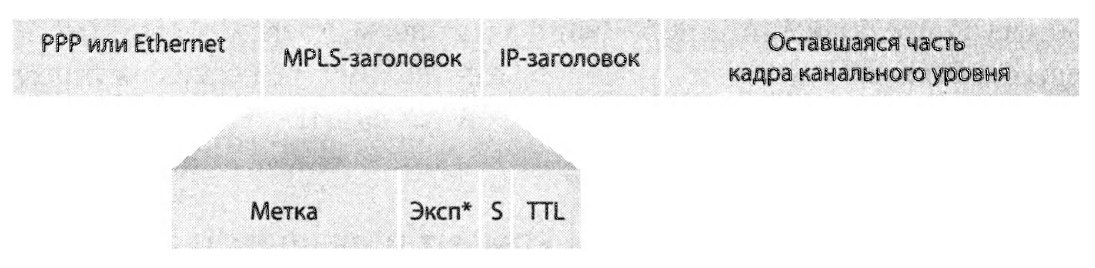 PPP или Ethernet
MPLS-заголовок
IP-заголовок
Оставшаяся часть
кадра канального уровня
Метка
Эксп*
S
TTL